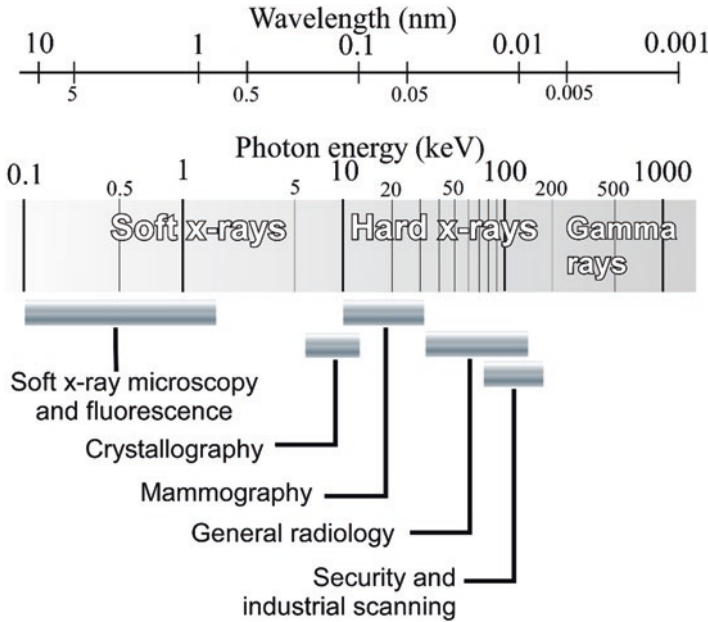 Wavelength (nm)
10 1 0.1 0.01 0.001
5 0.5 0.05 0.005
Photon energy (keV)
0.1 1 10 100 1000
0.5 5 20 50 200 500
Soft x-rays Hard x-rays Gamma
rays
Soft x-ray microscopy
and fluorescence
Crystallography
Mammography
General radiology
Security and
industrial scanning